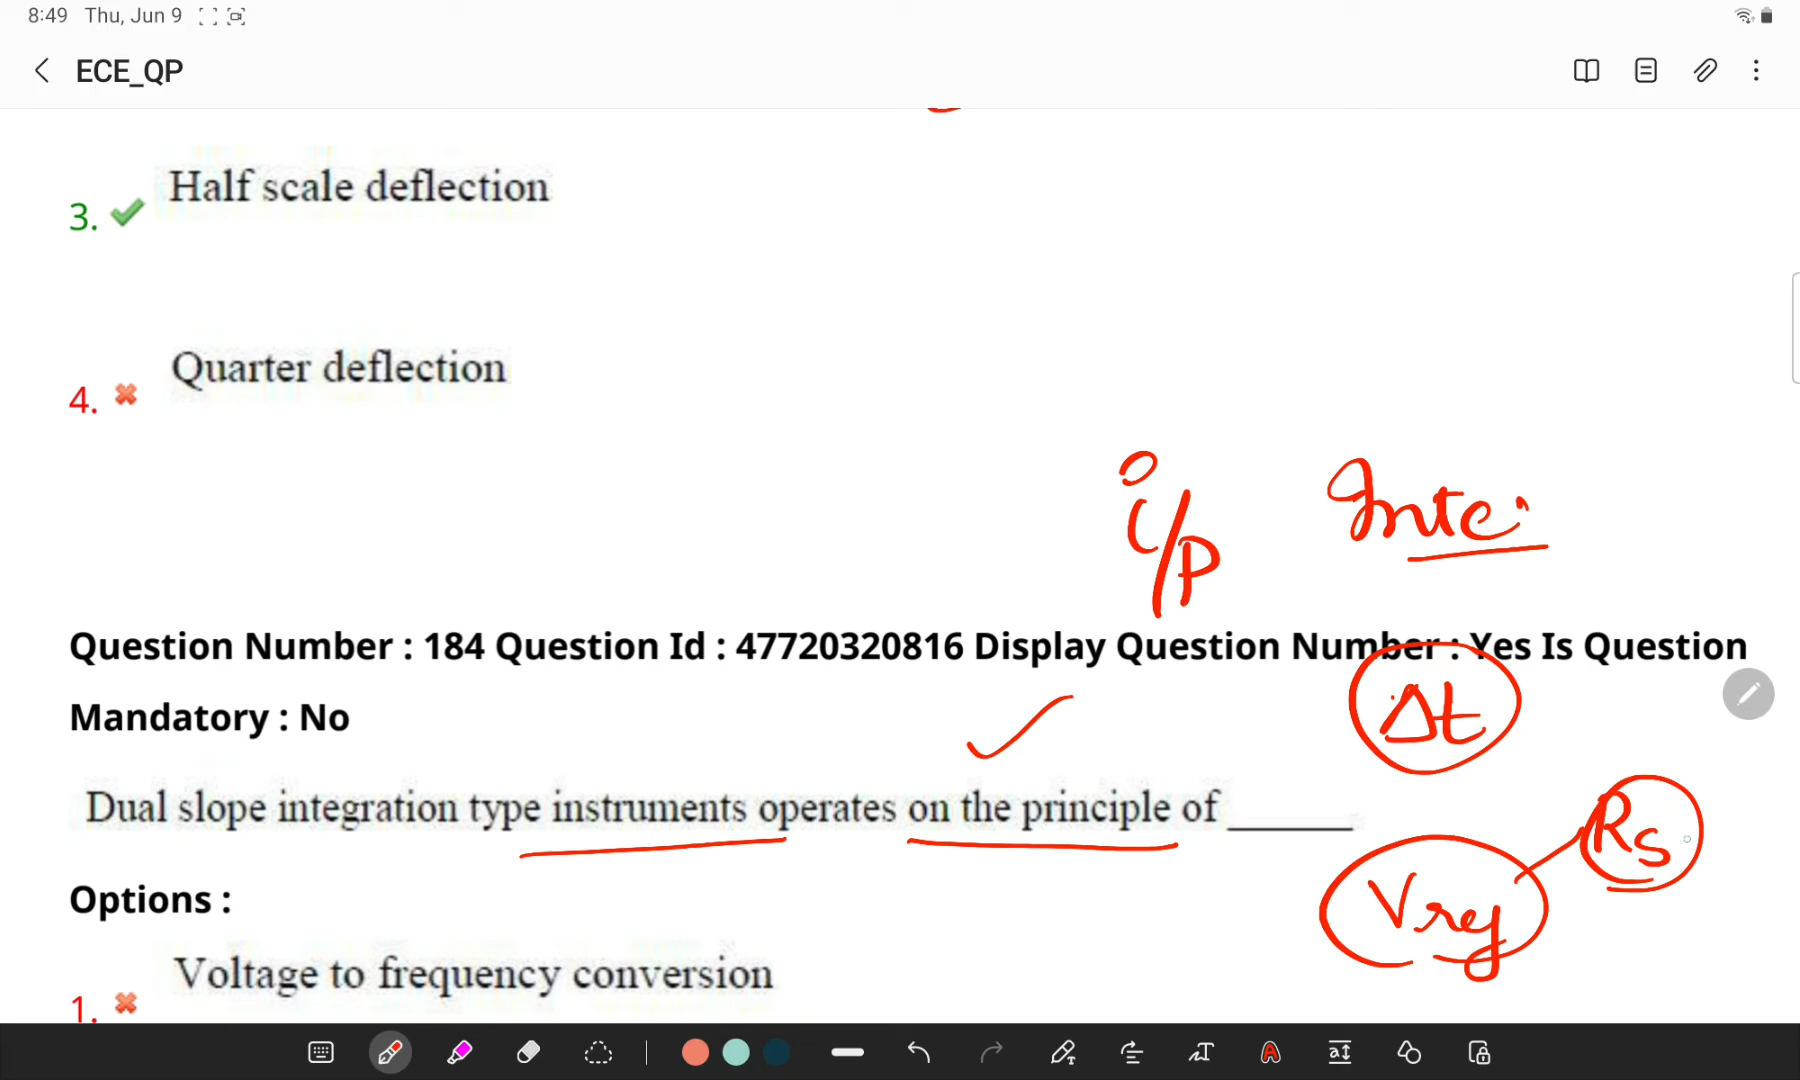 8:49 Thu, Jun 9
ECE_QP
Half scale deflection
3.
Quarter deflection
4.
i/p Inte.
Question Number : 184 Question Id : 47720320816 Display Question Number : Yes Is Question
Mandatory : No
Δt
Dual slope integration type instruments operates on the principle of ______
Rs
Vref
Options :
Voltage to frequency conversion
1.